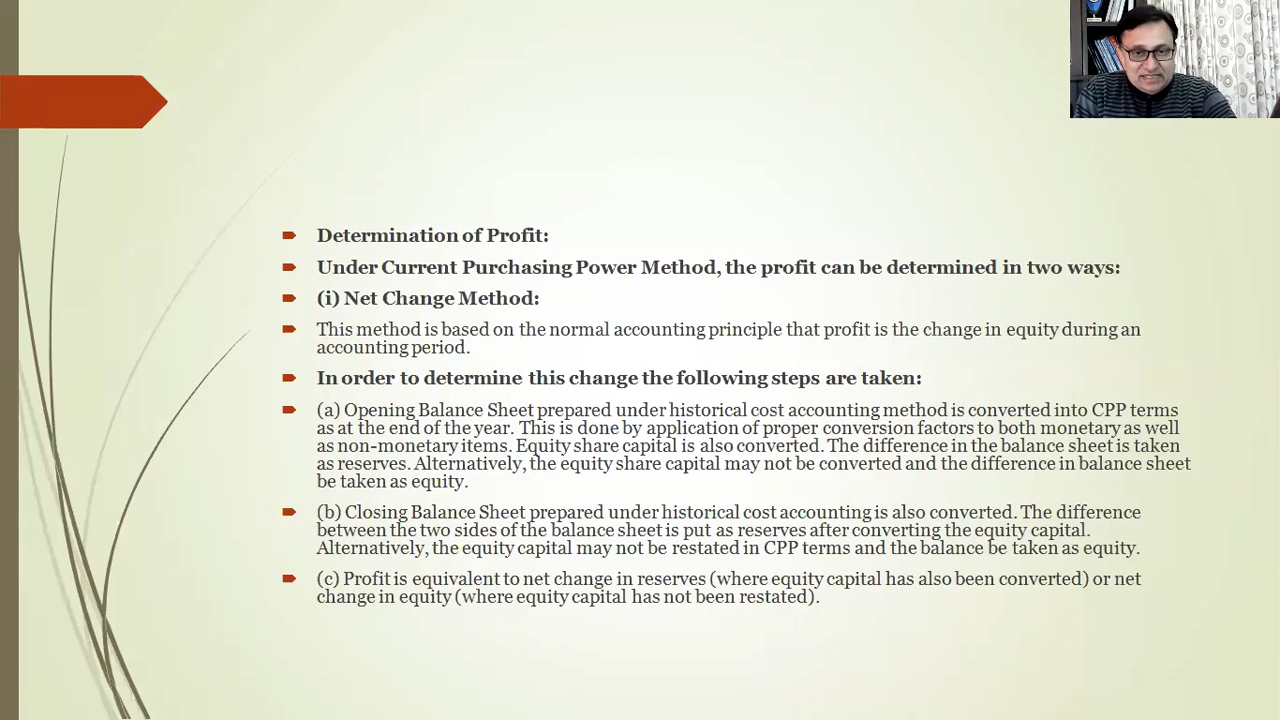 Determination of Profit:
Under Current Purchasing Power Method, the profit can be determined in two ways:
(i) Net Change Method:
This method is based on the normal accounting principle that profit is the change in equity during an
accounting period.
In order to determine this change the following steps are taken:
(a) Opening Balance Sheet prepared under historical cost accounting method is converted into CPP terms
as at the end of the year. This is done by application of proper conversion factors to both monetary as well
as non-monetary items. Equity share capital is also converted. The difference in the balance sheet is taken
as reserves. Alternatively, the equity share capital may not be converted and the difference in balance sheet
be taken as equity.
(b) Closing Balance Sheet prepared under historical cost accounting is also converted. The difference
between the two sides of the balance sheet is put as reserves after converting the equity capital.
Alternatively, the equity capital may not be restated in CPP terms and the balance be taken as equity.
(c) Profit is equivalent to net change in reserves (where equity capital has also been converted) or net
change in equity (where equity capital has not been restated).